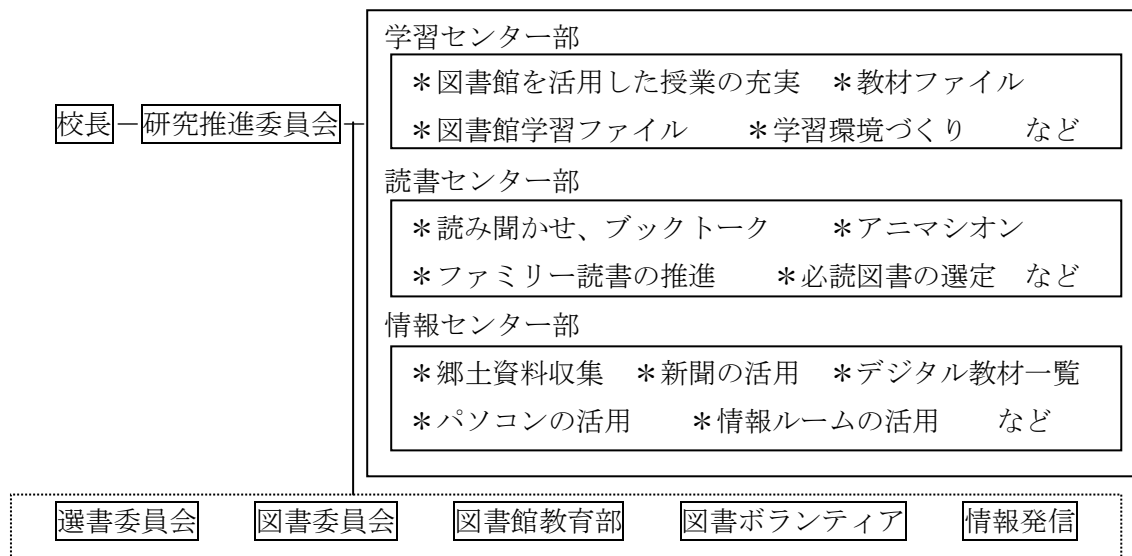 学習センター部
＊図書館を活用した授業の充実　＊教材ファイル
校長－研究推進委員会
＊図書館学習ファイル　＊学習環境づくり　など
読書センター部
＊読み聞かせ、ブックトーク　＊アニマシオン
＊ファミリー読書の推進　＊必読図書の選定　など
情報センター部
＊郷土資料収集　＊新聞の活用　＊デジタル教材一覧
＊パソコンの活用　＊情報ルームの活用　など
選書委員会　図書委員会　図書館教育部　図書ボランティア　情報発信